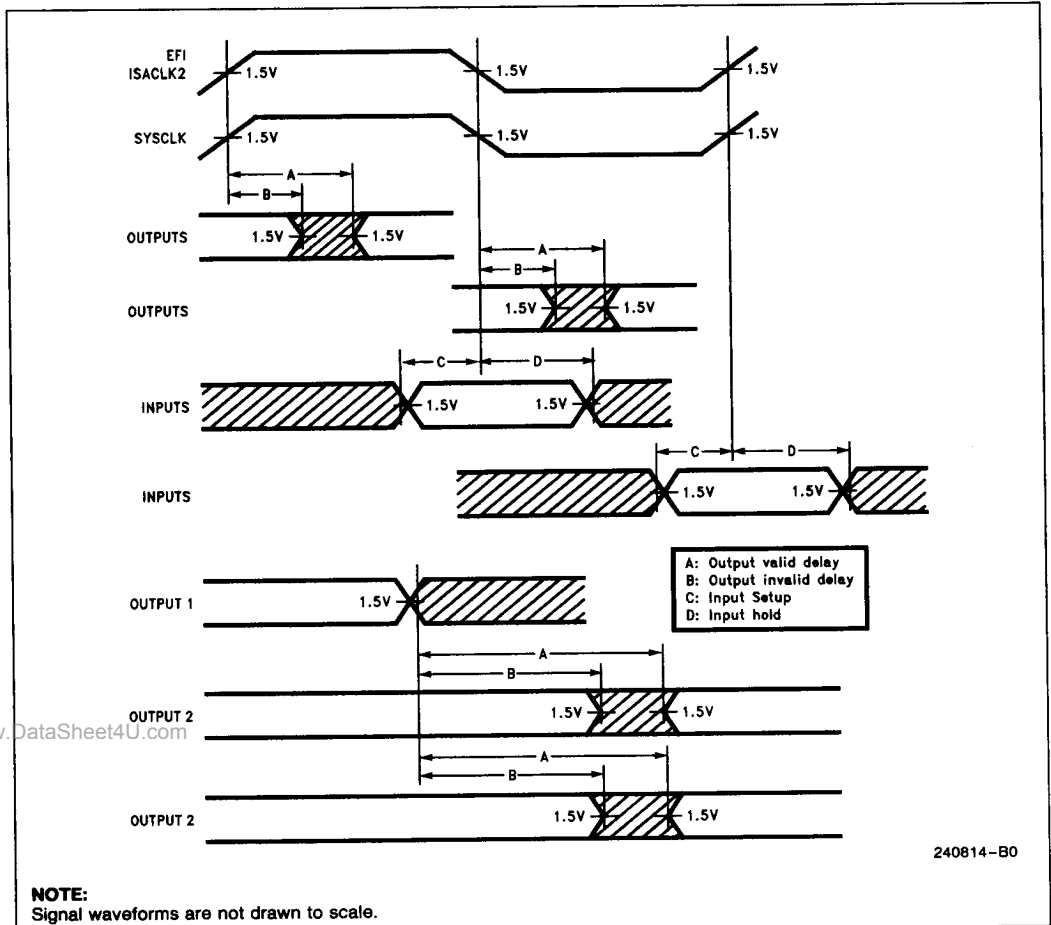 EFI
ISACLK2
1.5V
1.5V
1.5V
SYSCLK
1.5V
1.5V
1.5V
A
B
OUTPUTS
1.5V
1.5V
A
B
OUTPUTS
1.5V
1.5V
C
D
INPUTS
1.5V
1.5V
C
D
INPUTS
1.5V
1.5V
A: Output valid delay
B: Output invalid delay
C: Input Setup
D: Input hold
OUTPUT 1
1.5V
A
B
OUTPUT 2
1.5V
1.5V
.DataSheet4U.com
A
B
OUTPUT 2
1.5V
1.5V
240814-B0
NOTE:
Signal waveforms are not drawn to scale.